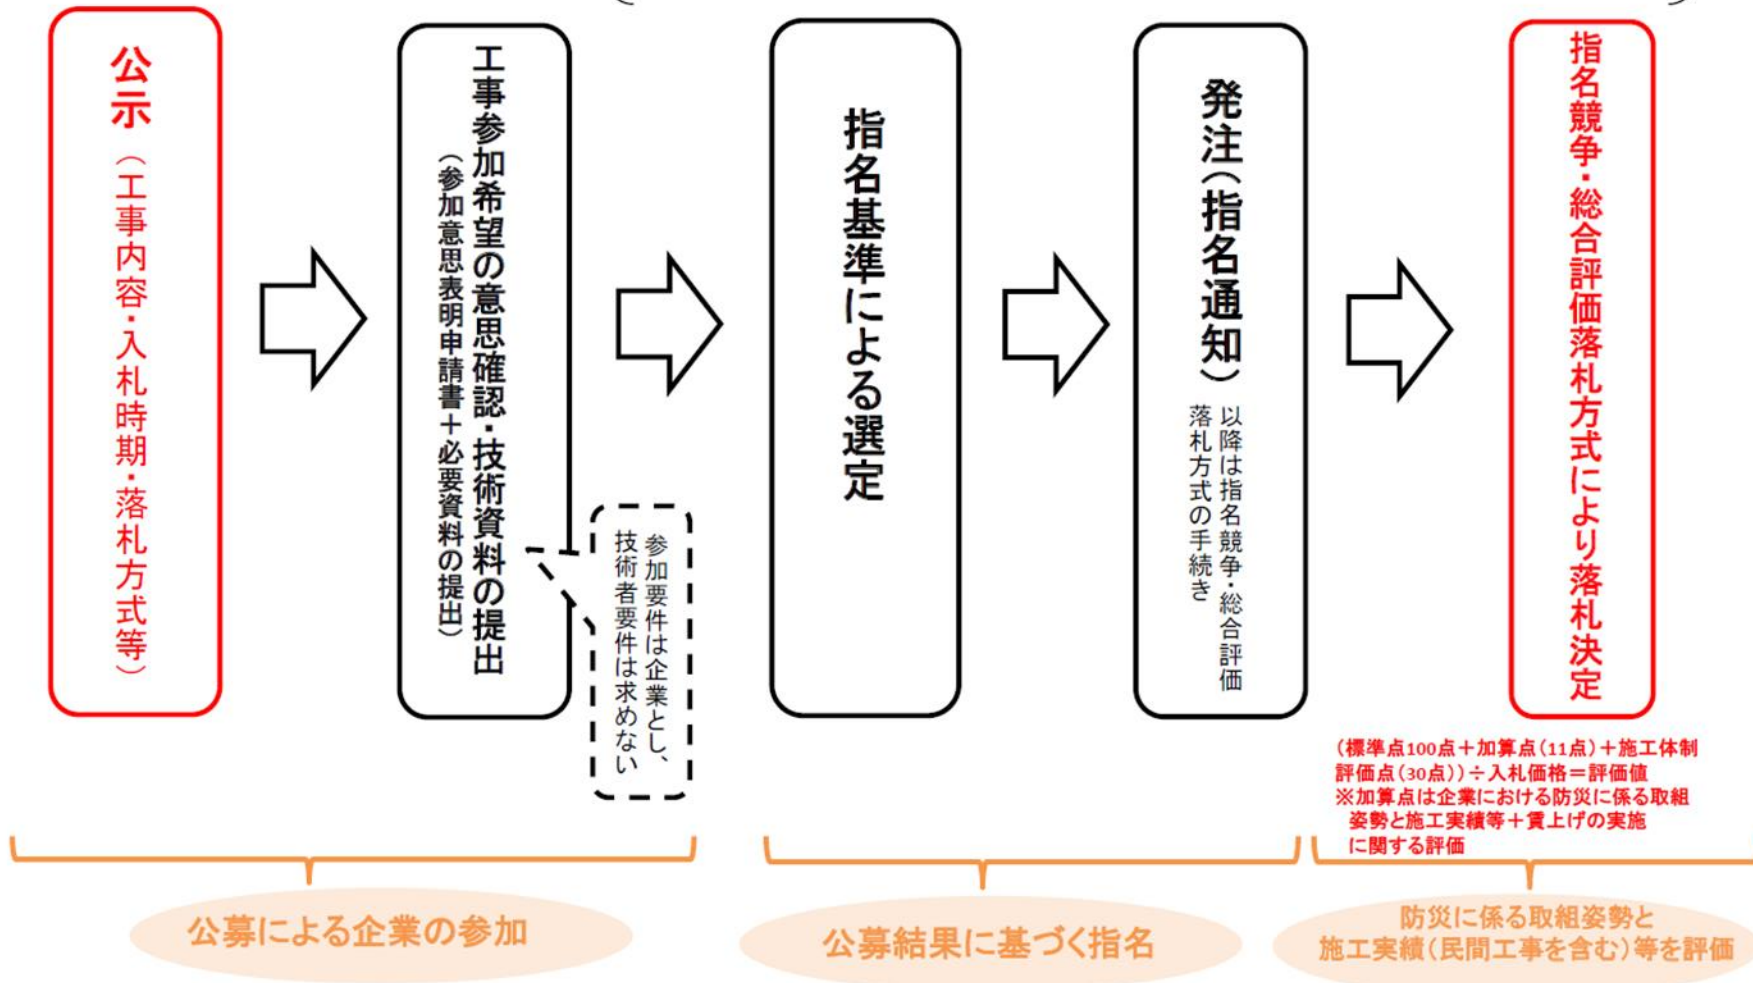 公示（工事内容・入札時期・落札方式等）
工事参加希望の意思確認・技術資料の提出
（参加意思表明申請書＋必要資料の提出）
参加要件は企業とし、
技術者要件は求めない
指名基準による選定
発注（指名通知）
以降は指名競争・総合評価
落札方式の手続き
指名競争・総合評価落札方式により落札決定
（標準点100点＋加算点（11点）＋施工体制
評価点（30点））÷入札価格＝評価値
※加算点は企業における防災に係る取組
姿勢と施工実績等＋賃上げの実施
に関する評価
公募による企業の参加
公募結果に基づく指名
防災に係る取組姿勢と
施工実績（民間工事を含む）等を評価